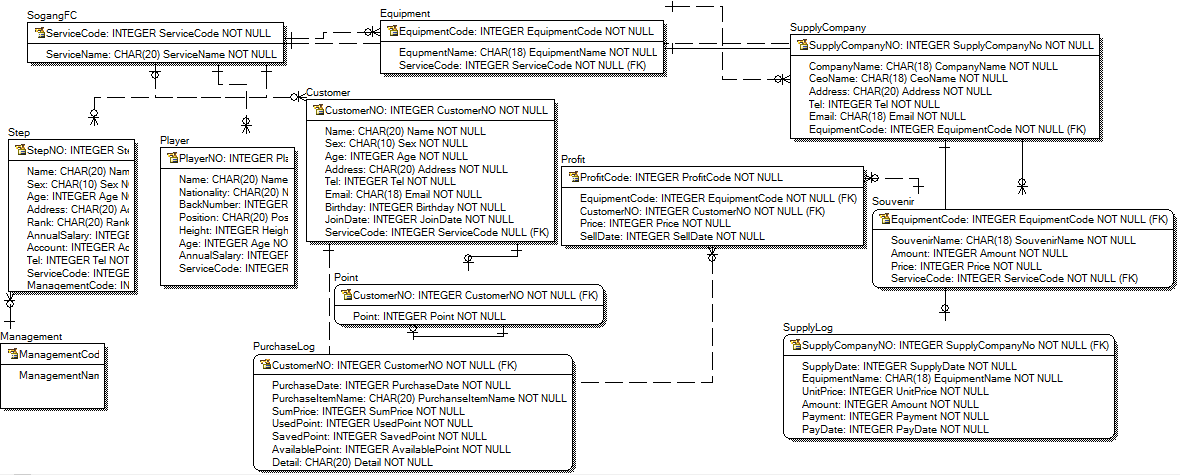 SogangFC
ServiceCode: INTEGER ServiceCode NOT NULL
ServiceName: CHAR(20) ServiceName NOT NULL
Equipment
EquipmentCode: INTEGER EquipmentCode NOT NULL
EqupmentName: CHAR(18) EquipmentName NOT NULL
ServiceCode: INTEGER ServiceCode NOT NULL (FK)
SupplyCompany
SupplyCompanyNO: INTEGER SupplyCompanyNo NOT NULL
CompanyName: CHAR(18) CompanyName NOT NULL
CeoName: CHAR(18) CeoName NOT NULL
Address: CHAR(20) Address NOT NULL
Tel: INTEGER Tel NOT NULL
Email: CHAR(18) Email NOT NULL
EquipmentCode: INTEGER EquipmentCode NOT NULL (FK)
Step
StepNO: INTEGER Ste
Name: CHAR(20) Nam
Sex: CHAR(10) Sex N
Age: INTEGER Age N
Address: CHAR(20) A
Rank: CHAR(20) Rank
AnnualSalary: INTEG
Account: INTEGER Ac
Tel: INTEGER Tel NOT
ServiceCode: INTEGE
ManagementCode: IN
Player
PlayerNO: INTEGER Pla
Name: CHAR(20) Name
Nationality: CHAR(20) N
BackNumber: INTEGER
Position: CHAR(20) Pos
Height: INTEGER Heigh
Age: INTEGER Age NO
AnnualSalary: INTEGER
ServiceCode: INTEGER
Customer
CustomerNO: INTEGER CustomerNO NOT NULL
Name: CHAR(20) Name NOT NULL
Sex: CHAR(10) Sex NOT NULL
Age: INTEGER Age NOT NULL
Address: CHAR(20) Address NOT NULL
Tel: INTEGER Tel NOT NULL
Email: CHAR(18) Email NOT NULL
Birthday: INTEGER Birthday NOT NULL
JoinDate: INTEGER JoinDate NOT NULL
ServiceCode: INTEGER ServiceCode NULL (FK)
Profit
ProfitCode: INTEGER ProfitCode NOT NULL
EquipmentCode: INTEGER EquipmentCode NOT NULL (FK)
CustomerNO: INTEGER CustomerNO NOT NULL (FK)
Price: INTEGER Price NOT NULL
SellDate: INTEGER SellDate NOT NULL
Souvenir
EquipmentCode: INTEGER EquipmentCode NOT NULL (FK)
SouvenirName: CHAR(18) SouvenirName NOT NULL
Amount: INTEGER Amount NOT NULL
Price: INTEGER Price NOT NULL
ServiceCode: INTEGER ServiceCode NOT NULL (FK)
Point
CustomerNO: INTEGER CustomerNO NOT NULL (FK)
Point: INTEGER Point NOT NULL
Management
ManagementCod
ManagementNan
PurchaseLog
CustomerNO: INTEGER CustomerNO NOT NULL (FK)
PurchaseDate: INTEGER PurchaseDate NOT NULL
PurchaseItemName: CHAR(20) PurchanseItemName NOT NULL
SumPrice: INTEGER SumPrice NOT NULL
UsedPoint: INTEGER UsedPoint NOT NULL
SavedPoint: INTEGER SavedPoint NOT NULL
AvailablePoint: INTEGER AvailablePoint NOT NULL
Detail: CHAR(20) Detail NOT NULL
SupplyLog
SupplyCompanyNO: INTEGER SupplyCompanyNo NOT NULL (FK)
SupplyDate: INTEGER SupplyDate NOT NULL
EquipmentName: CHAR(18) EquipmentName NOT NULL
UnitPrice: INTEGER UnitPrice NOT NULL
Amount: INTEGER Amount NOT NULL
Payment: INTEGER Payment NOT NULL
PayDate: INTEGER PayDate NOT NULL